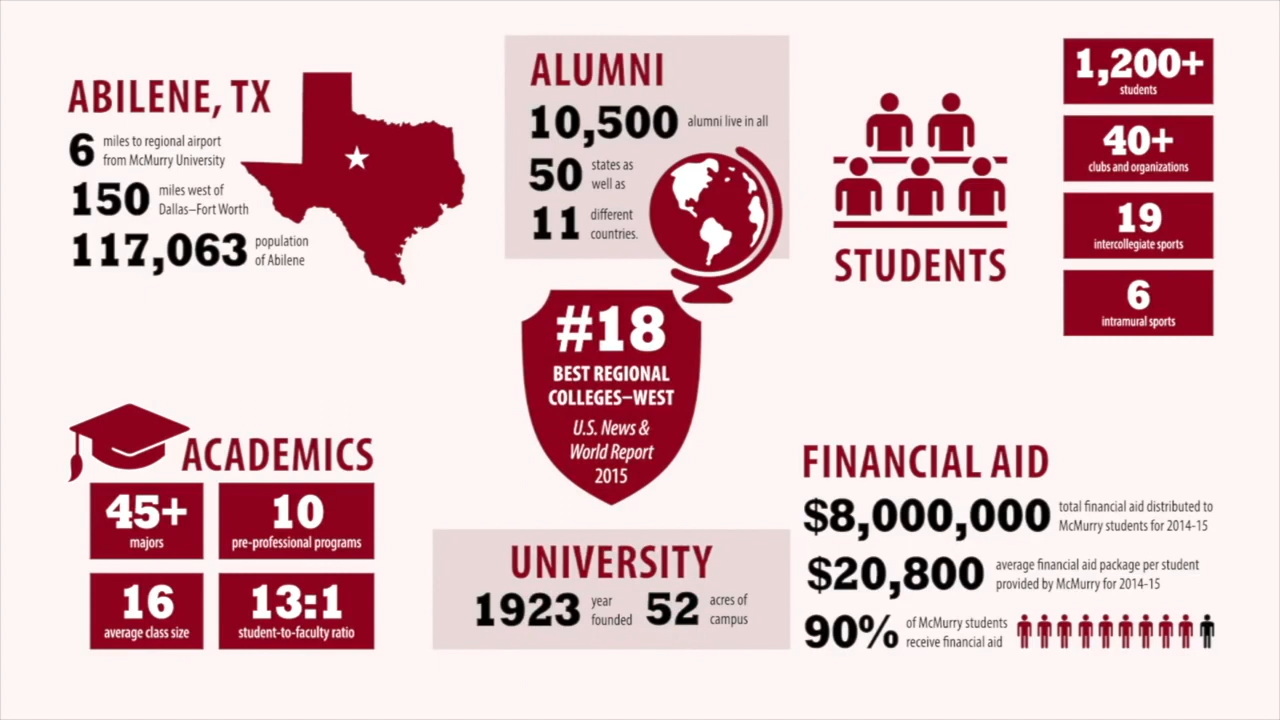 ABILENE, TX
6 miles to regional airport
from McMurry University
150 miles west of
Dallas–Fort Worth
117,063 population
of Abilene
ALUMNI
10,500 alumni live in all
50 states as
well as
11 different
countries.
STUDENTS
1,200+
students
40+
clubs and organizations
19
intercollegiate sports
6
intramural sports
#18
BEST REGIONAL
COLLEGES–WEST
U.S. News &
World Report
2015
ACADEMICS
45+
majors
10
pre-professional programs
16
average class size
13:1
student-to-faculty ratio
UNIVERSITY
1923 year
founded
52 acres of
campus
FINANCIAL AID
$8,000,000 total financial aid distributed to
McMurry students for 2014-15
$20,800 average financial aid package per student
provided by McMurry for 2014-15
90% of McMurry students
receive financial aid